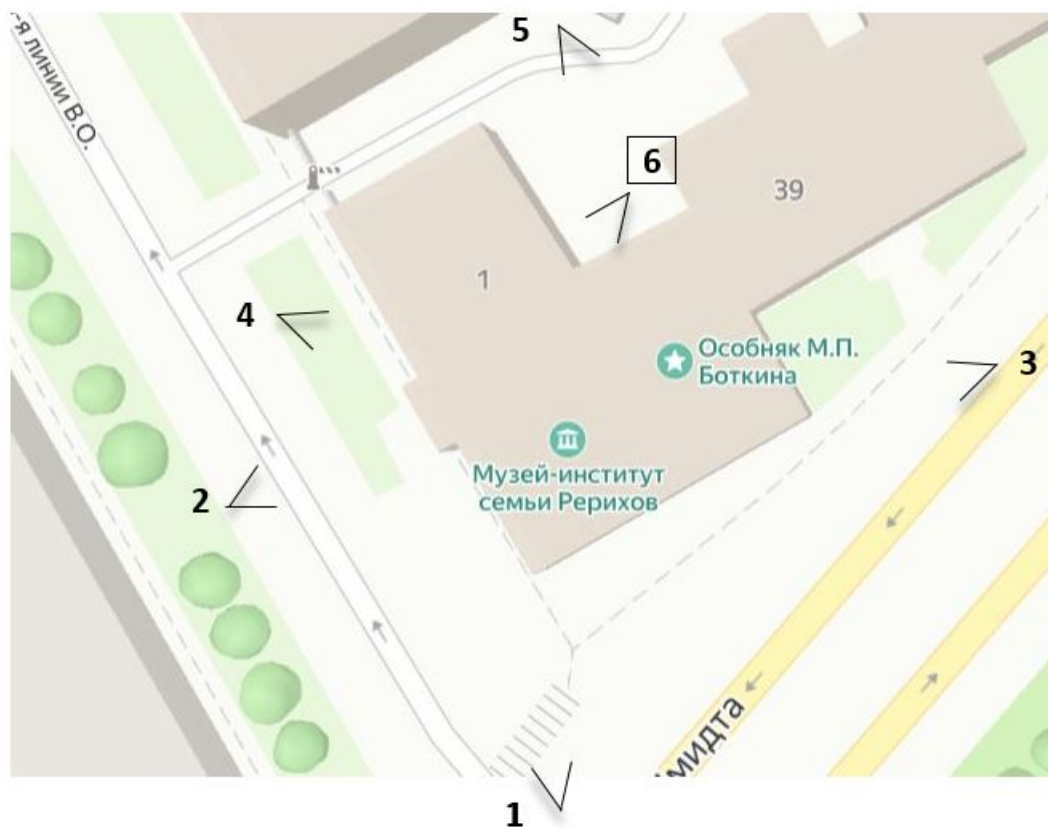 5
-я линии В.О.
6
39
1
4
Особняк М.П.
Боткина
3
Музей-институт
семьи Рерихов
2
мидта
1